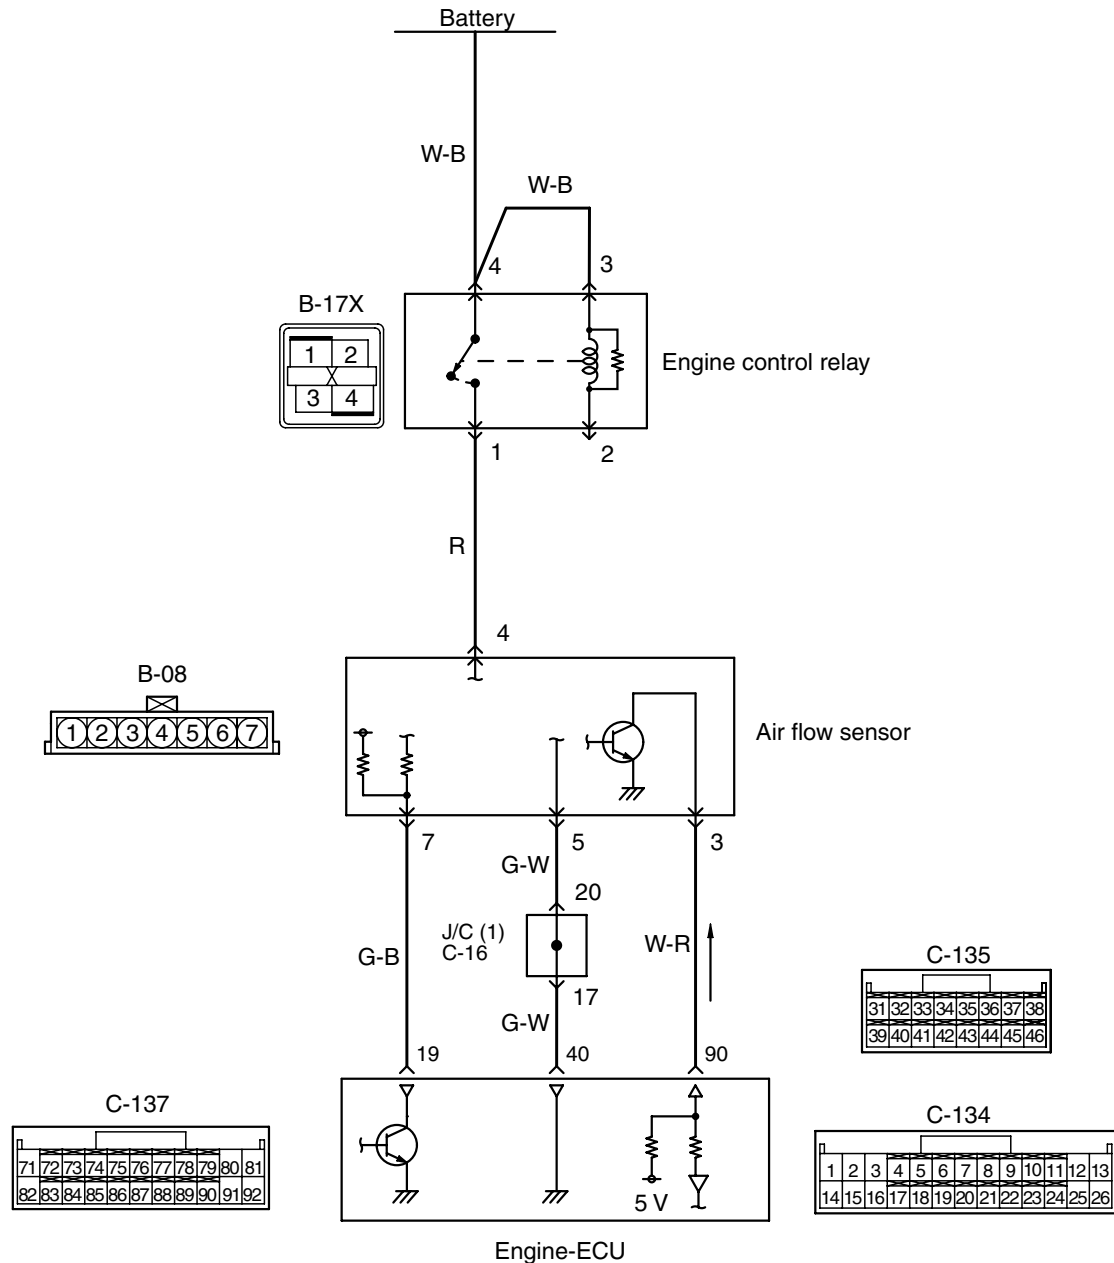 Battery
W-B
W-B
4 3
B-17X
1 2
3 4
Engine control relay
1 2
R
4
B-08
1 2 3 4 5 6 7
Air flow sensor
7 5 3
G-W
20
J/C (1)
C-16
G-B
W-R
17
G-W
C-135
31 32 33 34 35 36 37 38
39 40 41 42 43 44 45 46
19 40 90
C-137
71 72 73 74 75 76 77 78 79 80 81
82 83 84 85 86 87 88 89 90 91 92
5 V
C-134
1 2 3 4 5 6 7 8 9 10 11 12 13
14 15 16 17 18 19 20 21 22 23 24 25 26
Engine-ECU